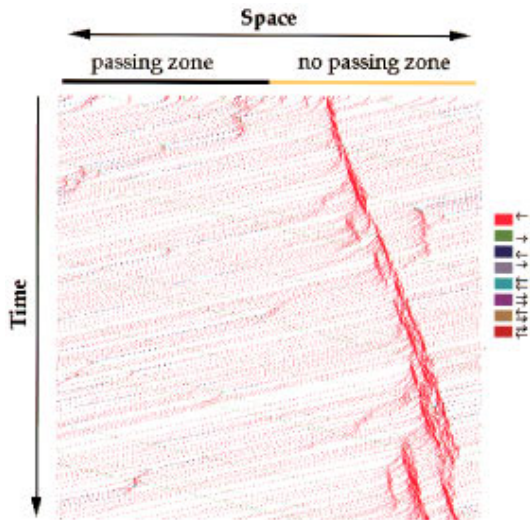 Space
passing zone no passing zone
Time
↑
↓
↓↑
↑↑
↓↓
↓↑
↑↓↑